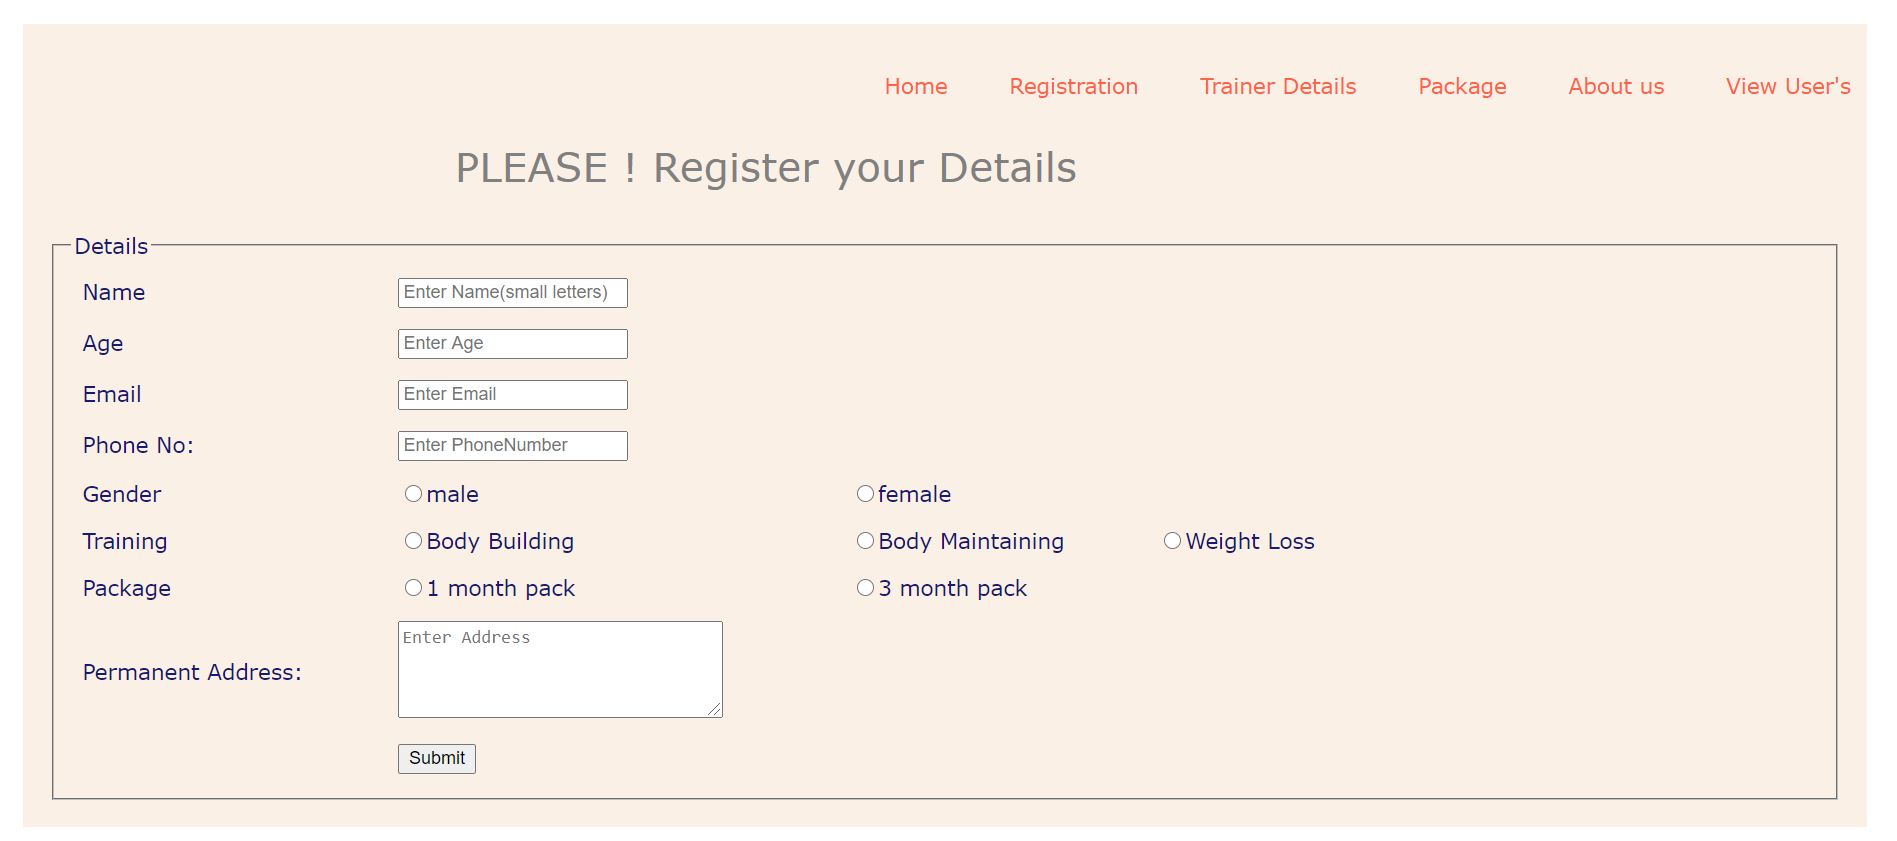 Home Registration Trainer Details Package About us View User's
PLEASE ! Register your Details
Details
Name Enter Name(small letters)
Age Enter Age
Email Enter Email
Phone No: Enter PhoneNumber
Gender male female
Training Body Building Body Maintaining Weight Loss
Package 1 month pack 3 month pack
Enter Address
Permanent Address:
Submit